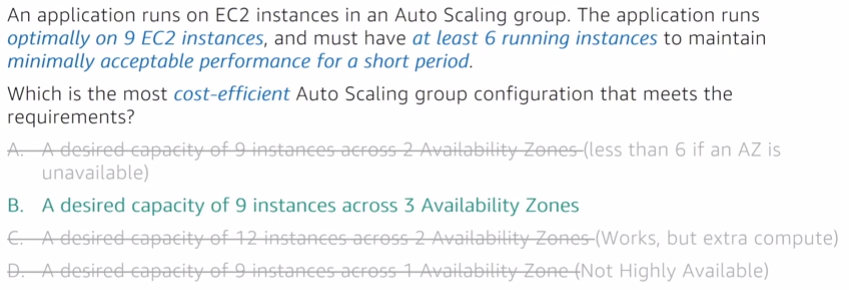 An application runs on EC2 instances in an Auto Scaling group. The application runs
optimally on 9 EC2 instances, and must have at least 6 running instances to maintain
minimally acceptable performance for a short period.
Which is the most cost-efficient Auto Scaling group configuration that meets the
requirements?
A. A desired capacity of 9 instances across 2 Availability Zones (less than 6 if an AZ is
unavailable)
B. A desired capacity of 9 instances across 3 Availability Zones
C. A desired capacity of 12 instances across 2 Availability Zones (Works, but extra compute)
D. A desired capacity of 9 instances across 1 Availability Zone (Not Highly Available)